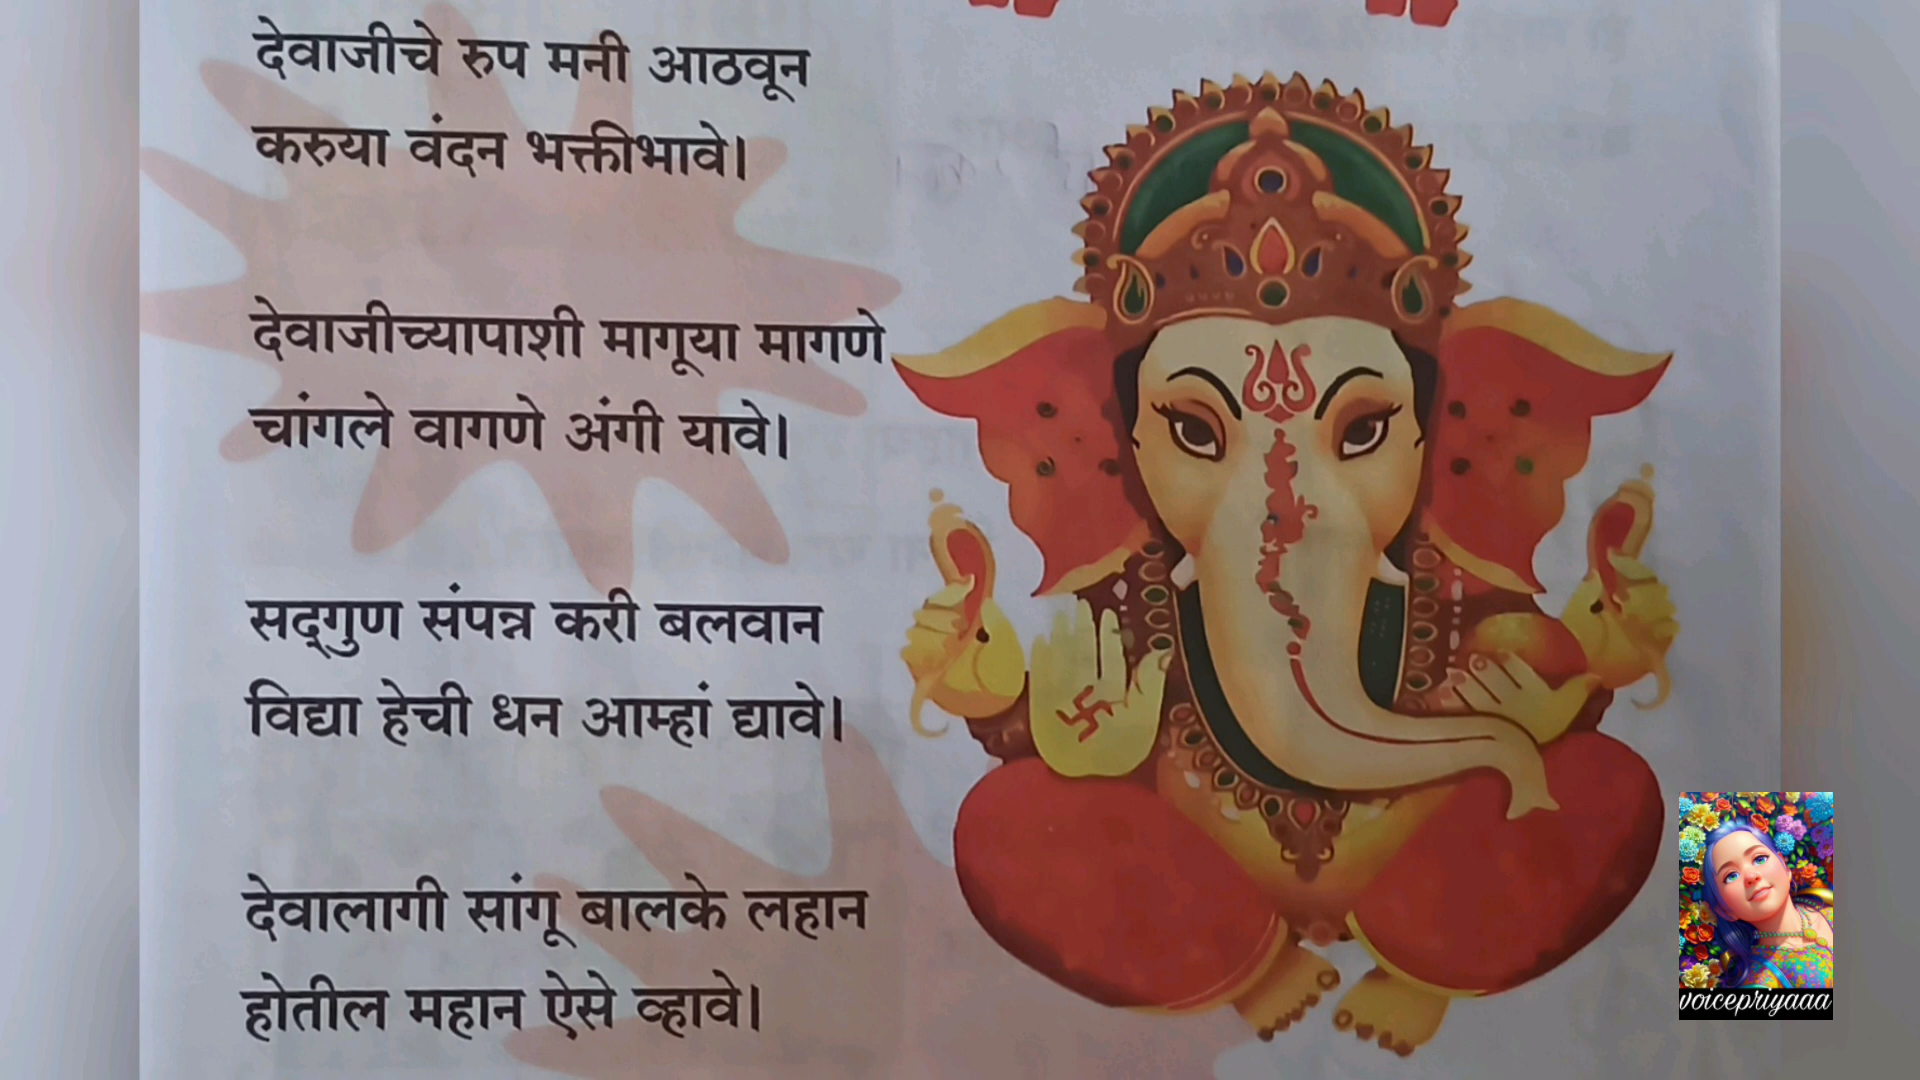 देवाजीचे रुप मनी आठवून
करुया वंदन भक्तीभावे।
देवाजीच्यापाशी मागूया मागणे
चांगले वागणे अंगी यावे।
सद्‌गुण संपन्न करी बलवान
विद्या हेची धन आम्हां द्यावे।
देवालागी सांगू बालके लहान
होतील महान ऐसे व्हावे।
voicepriyaaa